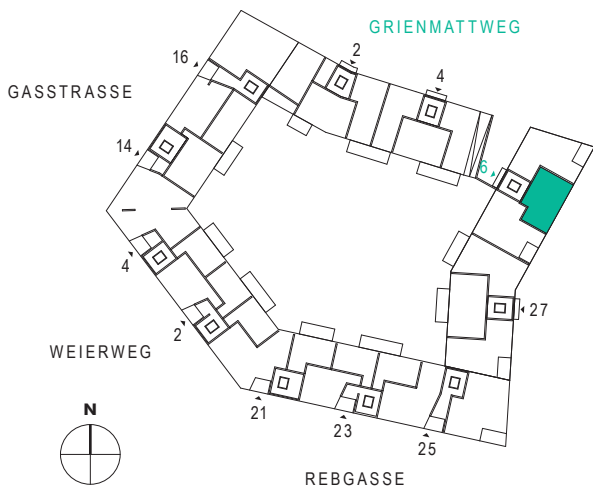 GRIENMATTWEG
2
16
4
GASSTRASSE
14
6
4
27
2
WEIERWEG
21
23
25
N
REBGASSE